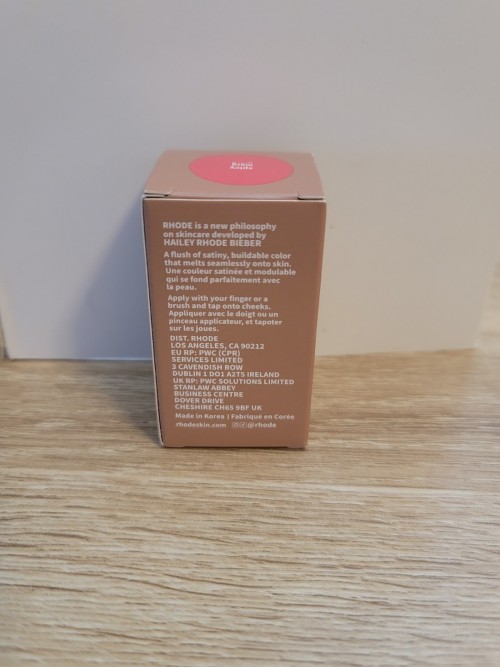 RHODE is a new philosophy
on skincare developed by
HAILEY RHODE BIEBER
A flush of satiny, buildable color
that melts seamlessly onto skin.
Une couleur satinée et modulable
qui se fond parfaitement avec
la peau.
Apply with your finger or a
brush and tap onto cheeks.
Appliquer avec le doigt ou un
pinceau applicateur, et tapoter
sur les joues.
DIST. RHODE
LOS ANGELES, CA 90212
EU RP: PWC (CPR)
SERVICES LIMITED
3 CAVENDISH ROW
DUBLIN 1 DO1 A2T5 IRELAND
UK RP: PWC SOLUTIONS LIMITED
STANLAW ABBEY
BUSINESS CENTRE
DOVER DRIVE
CHESHIRE CH65 9BF UK
Made in Korea | Fabriqué en Corée
rhodeskin.com @rhode